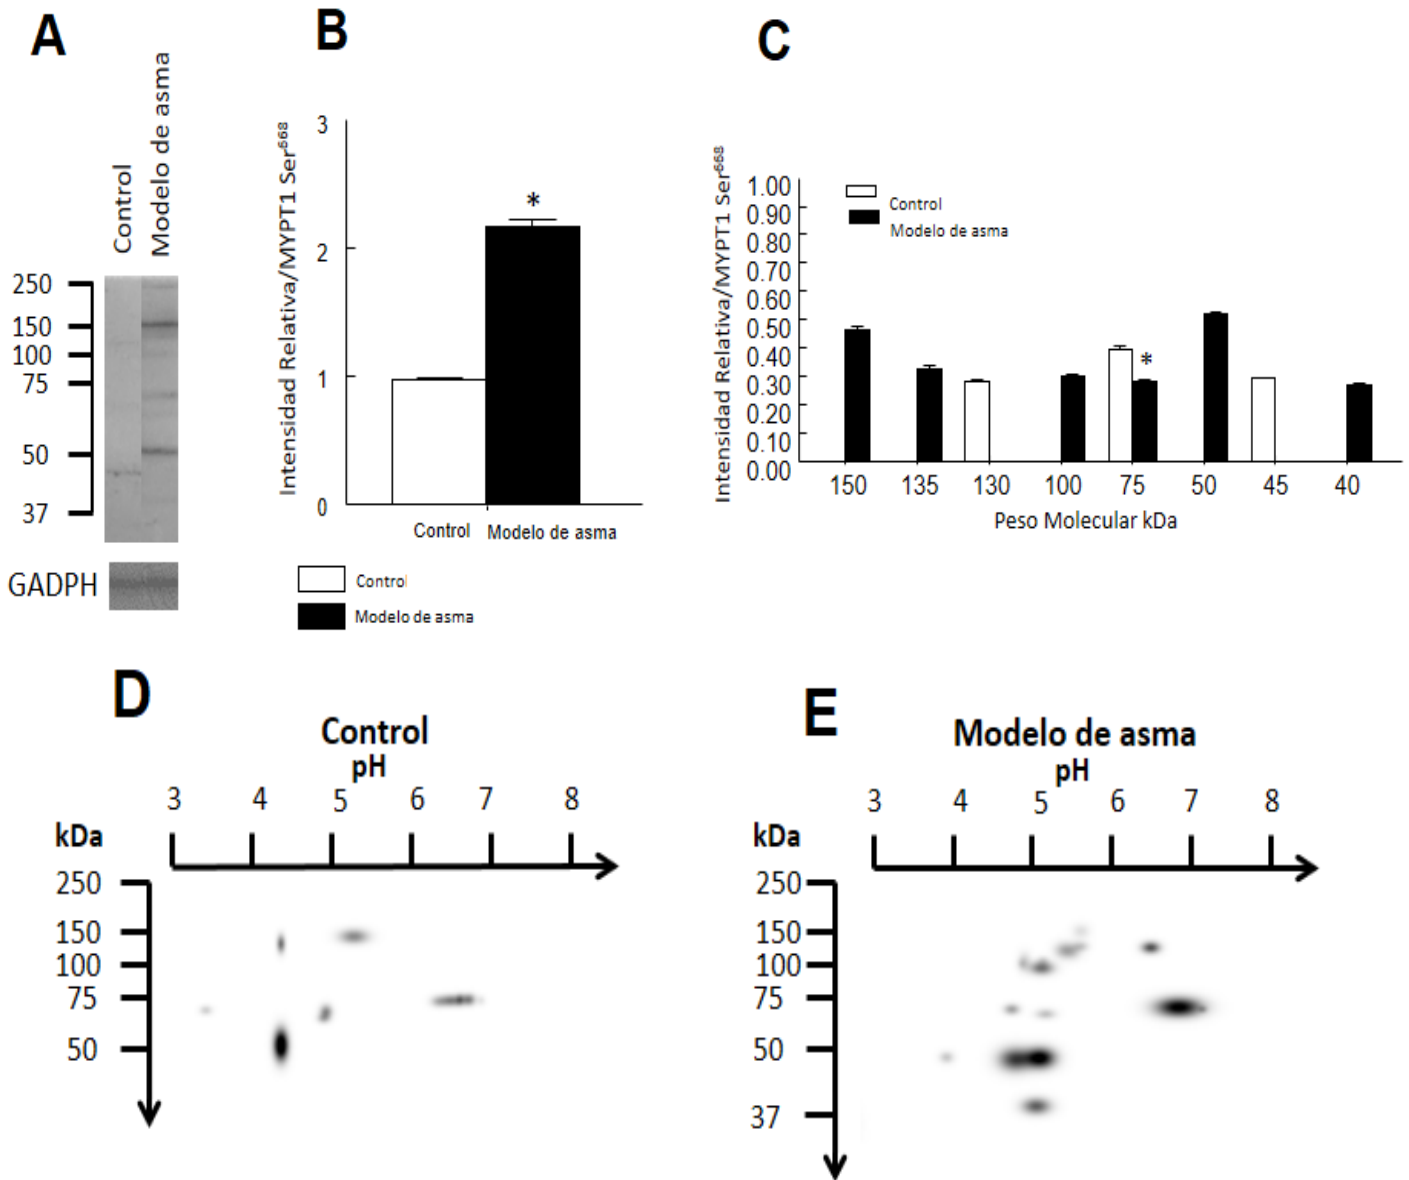 A
Control
Modelo de asma
250
150
100
75
50
37
GADPH
B
Intensidad Relativa/MYPT1 Ser668
3
2
1
0
*
Control Modelo de asma
Control
Modelo de asma
C
Intensidad Relativa/MYPT1 Ser668
1.00
0.90
0.80
0.70
0.60
0.50
0.40
0.30
0.20
0.10
0.00
Control
Modelo de asma
*
150 135 130 100 75 50 45 40
Peso Molecular kDa
D
Control
pH
3 4 5 6 7 8
kDa
250
150
100
75
50
E
Modelo de asma
pH
3 4 5 6 7 8
kDa
250
150
100
75
50
37